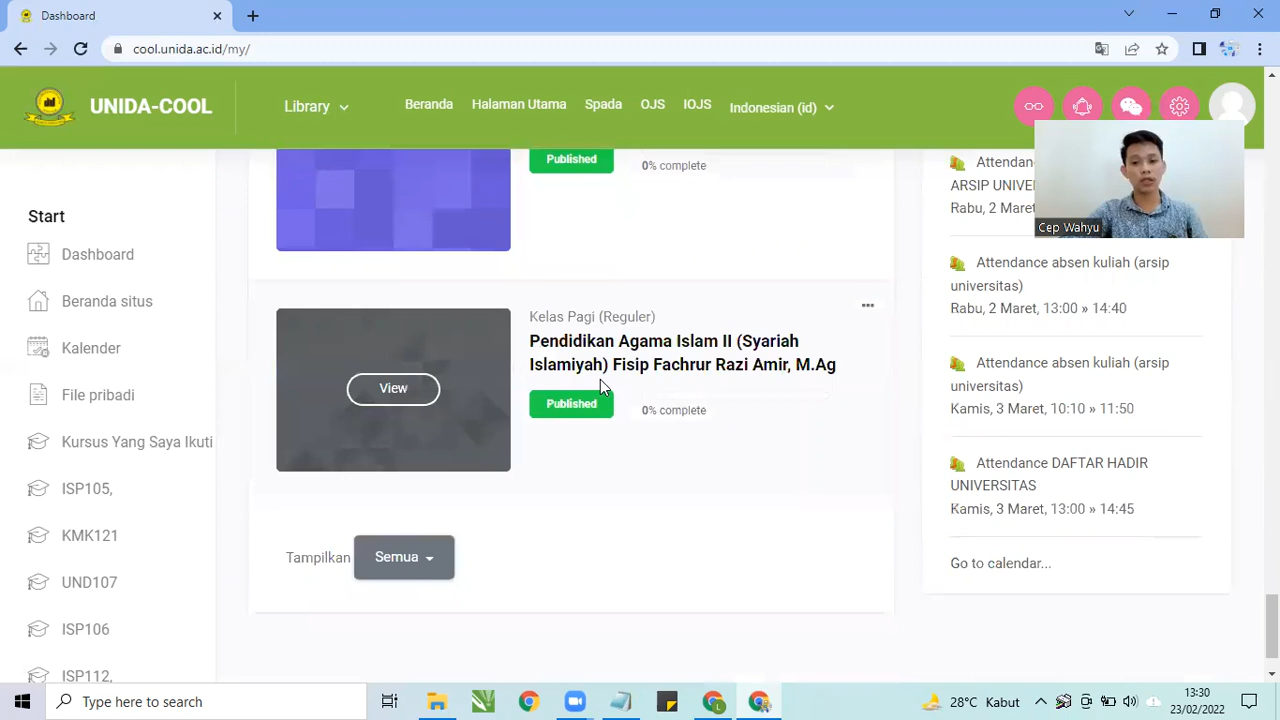 Dashboard
cool.unida.ac.id/my/
UNIDA-COOL
Library
Beranda
Halaman Utama
Spada
OJS
IOJS
Indonesian (id)
Start
Dashboard
Beranda situs
Kalender
File pribadi
Kursus Yang Saya Ikuti
ISP105,
KMK121
UND107
ISP106
ISP112,
Published
0% complete
Kelas Pagi (Reguler)
Pendidikan Agama Islam II (Syariah
Islamiyah) Fisip Fachrur Razi Amir, M.Ag
View
Published
0% complete
Tampilkan
Semua
Cep Wahyu
Attendance
ARSIP
Rabu, 2 Maret
Attendance absen kuliah (arsip
universitas)
Rabu, 2 Maret, 13:00 » 14:40
Attendance absen kuliah (arsip
universitas)
Kamis, 3 Maret, 10:10 » 11:50
Attendance DAFTAR HADIR
UNIVERSITAS
Kamis, 3 Maret, 13:00 » 14:45
Go to calendar...
Type here to search
28°C Kabut
13:30
23/02/2022